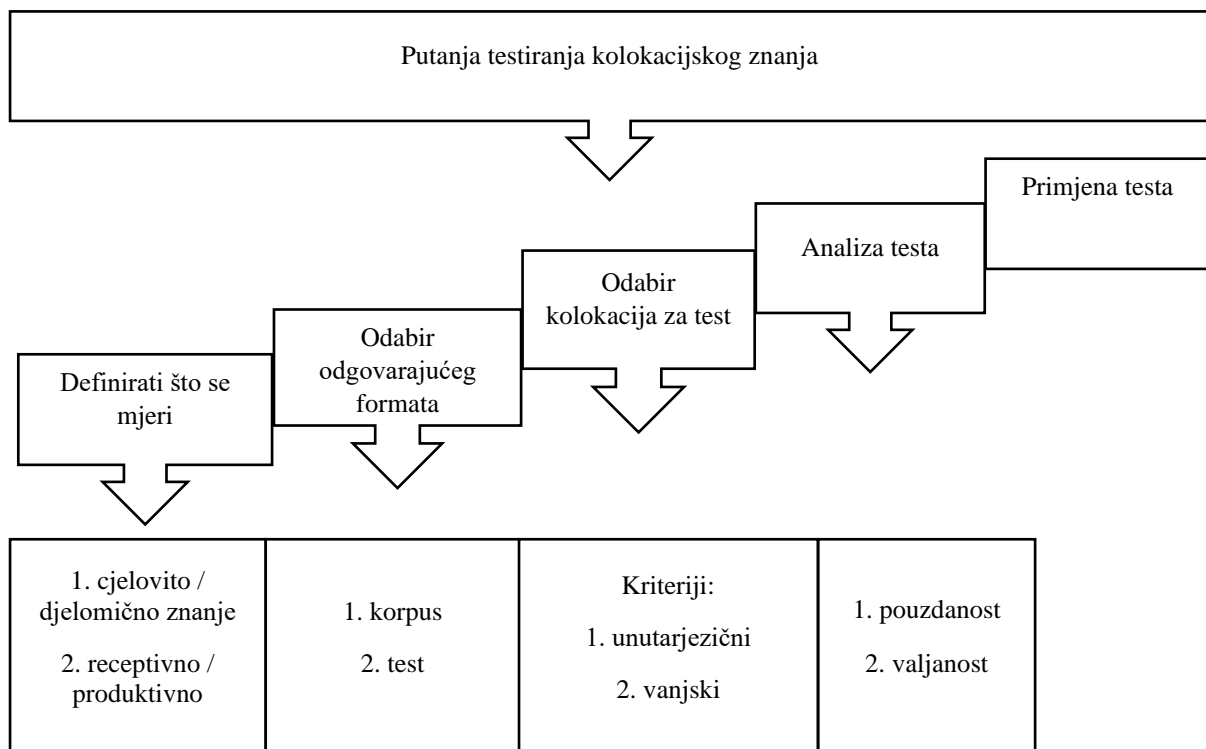 Putanja testiranja kolokacijskog znanja
Definirati što se
mjeri
Odabir
odgovarajućeg
formata
Odabir
kolokacija za test
Analiza testa
Primjena testa
1. cjelovito /
djelomično znanje
2. receptivno /
produktivno
1. korpus
2. test
Kriteriji:
1. unutarjezični
2. vanjski
1. pouzdanost
2. valjanost